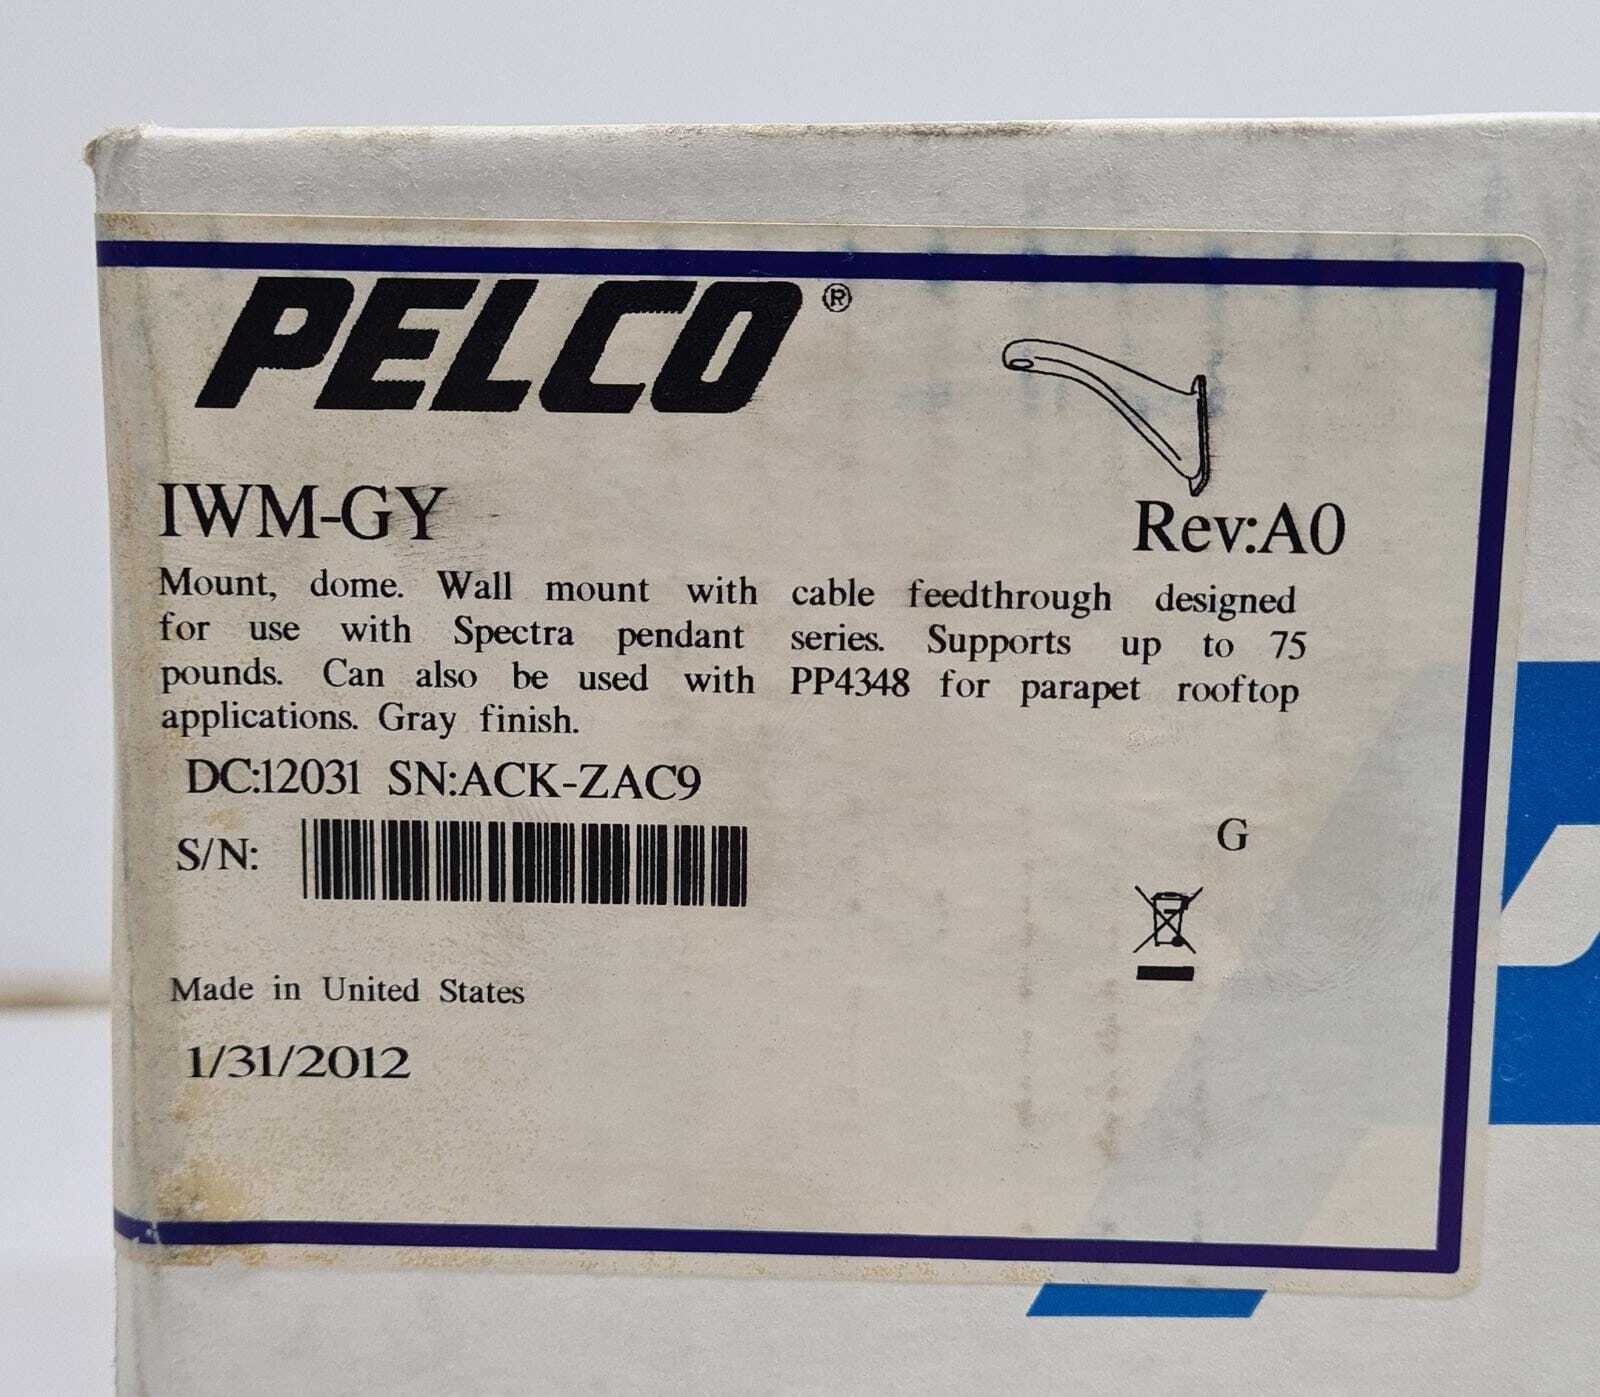 PELCO®
IWM-GY
Rev:A0
Mount, dome. Wall mount with cable feedthrough designed
for use with Spectra pendant series. Supports up to 75
pounds. Can also be used with PP4348 for parapet rooftop
applications. Gray finish.
DC:12031 SN:ACK-ZAC9
S/N:
G
Made in United States
1/31/2012